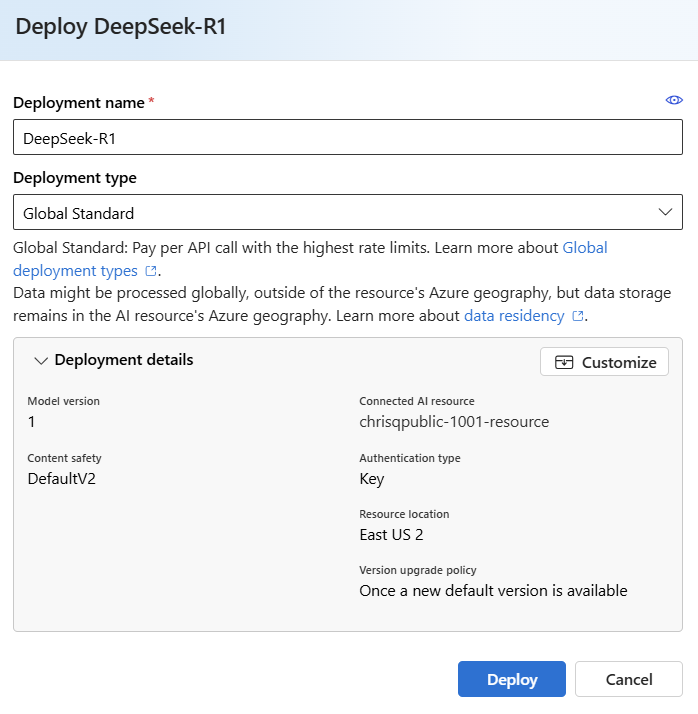 Deploy DeepSeek-R1
Deployment name *
DeepSeek-R1
Deployment type
Global Standard
Global Standard: Pay per API call with the highest rate limits. Learn more about Global
deployment types.
Data might be processed globally, outside of the resource's Azure geography, but data storage
remains in the AI resource's Azure geography. Learn more about data residency.
Deployment details
Customize
Model version
1
Connected AI resource
chrisqpublic-1001-resource
Content safety
DefaultV2
Authentication type
Key
Resource location
East US 2
Version upgrade policy
Once a new default version is available
Deploy
Cancel